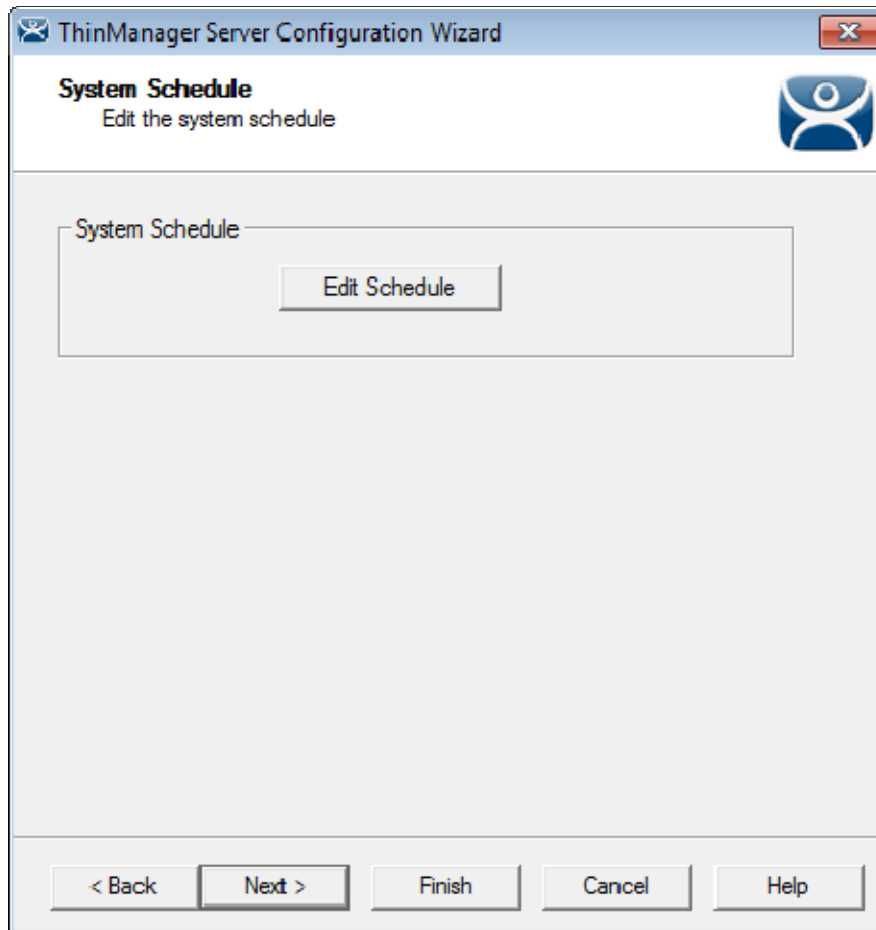 ThinManager Server Configuration Wizard
System Schedule
Edit the system schedule
System Schedule
Edit Schedule
< Back Next > Finish Cancel Help